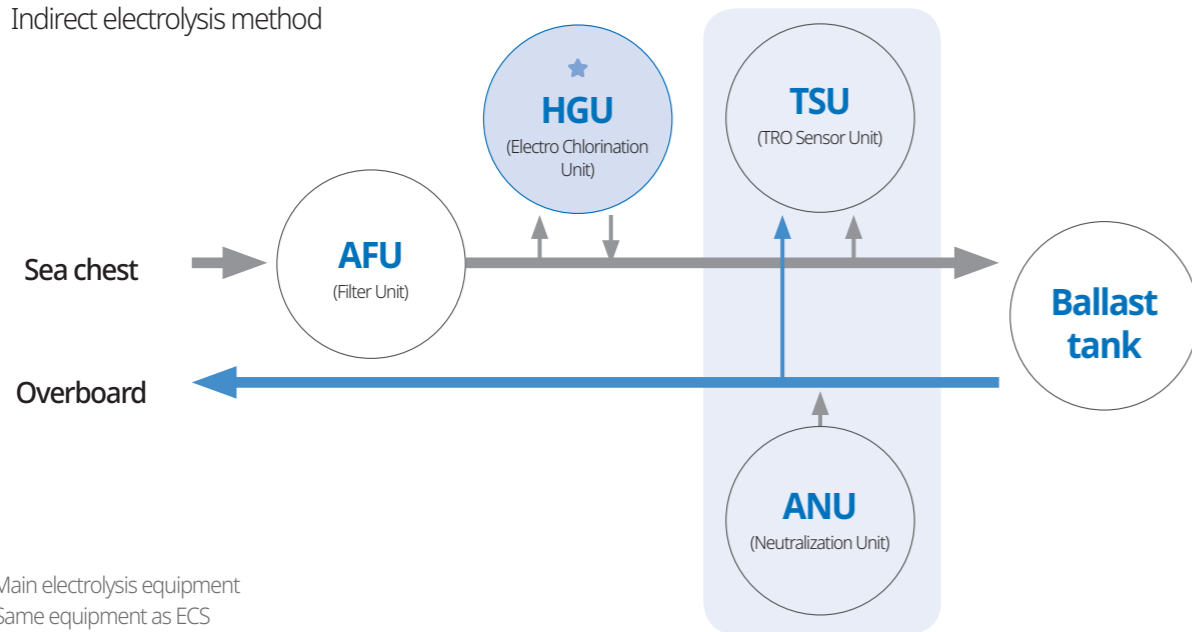 Indirect electrolysis method
HGU
(Electro Chlorination
Unit)
TSU
(TRO Sensor Unit)
Sea chest
AFU
(Filter Unit)
Ballast
tank
Overboard
ANU
(Neutralization Unit)
Main electrolysis equipment
Same equipment as ECS